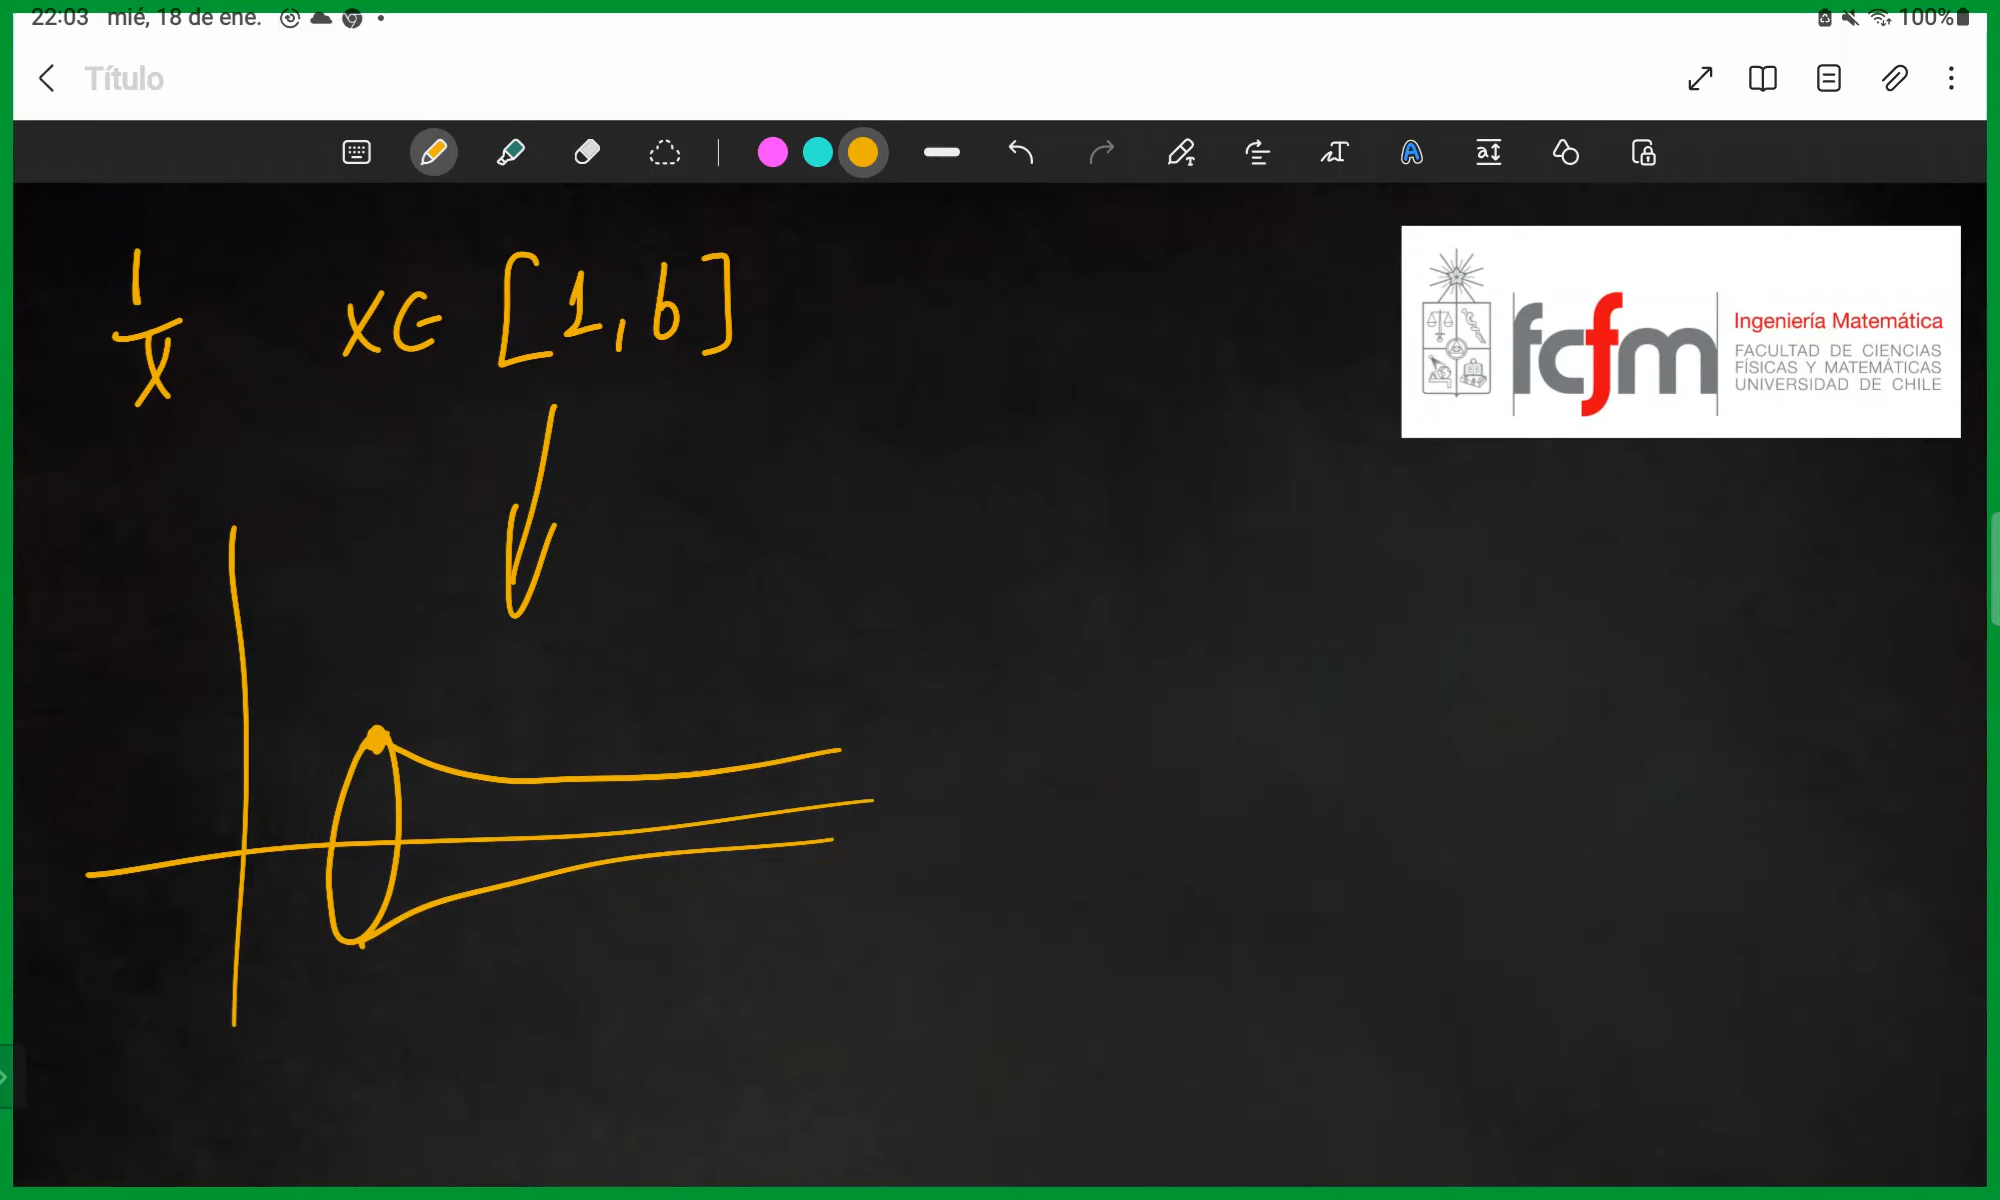 22:03 mié, 18 de ene. 100%
Título
1/x x∈ [1,b]
fcfm
Ingeniería Matemática
FACULTAD DE CIENCIAS
FÍSICAS Y MATEMÁTICAS
UNIVERSIDAD DE CHILE